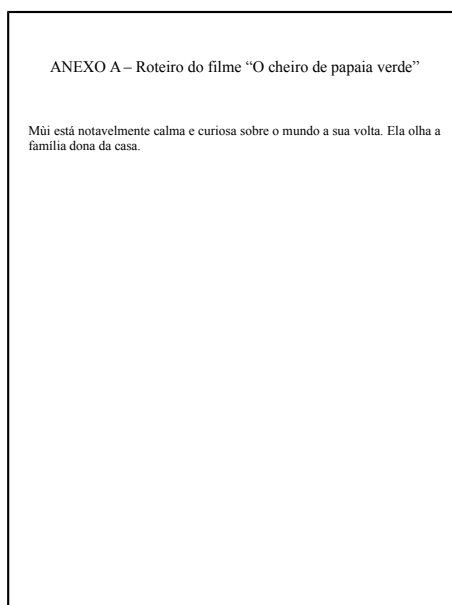 ANEXO A – Roteiro do filme “O cheiro de papaia verde”
Mùi está notavelmente calma e curiosa sobre o mundo a sua volta. Ela olha a
família dona da casa.